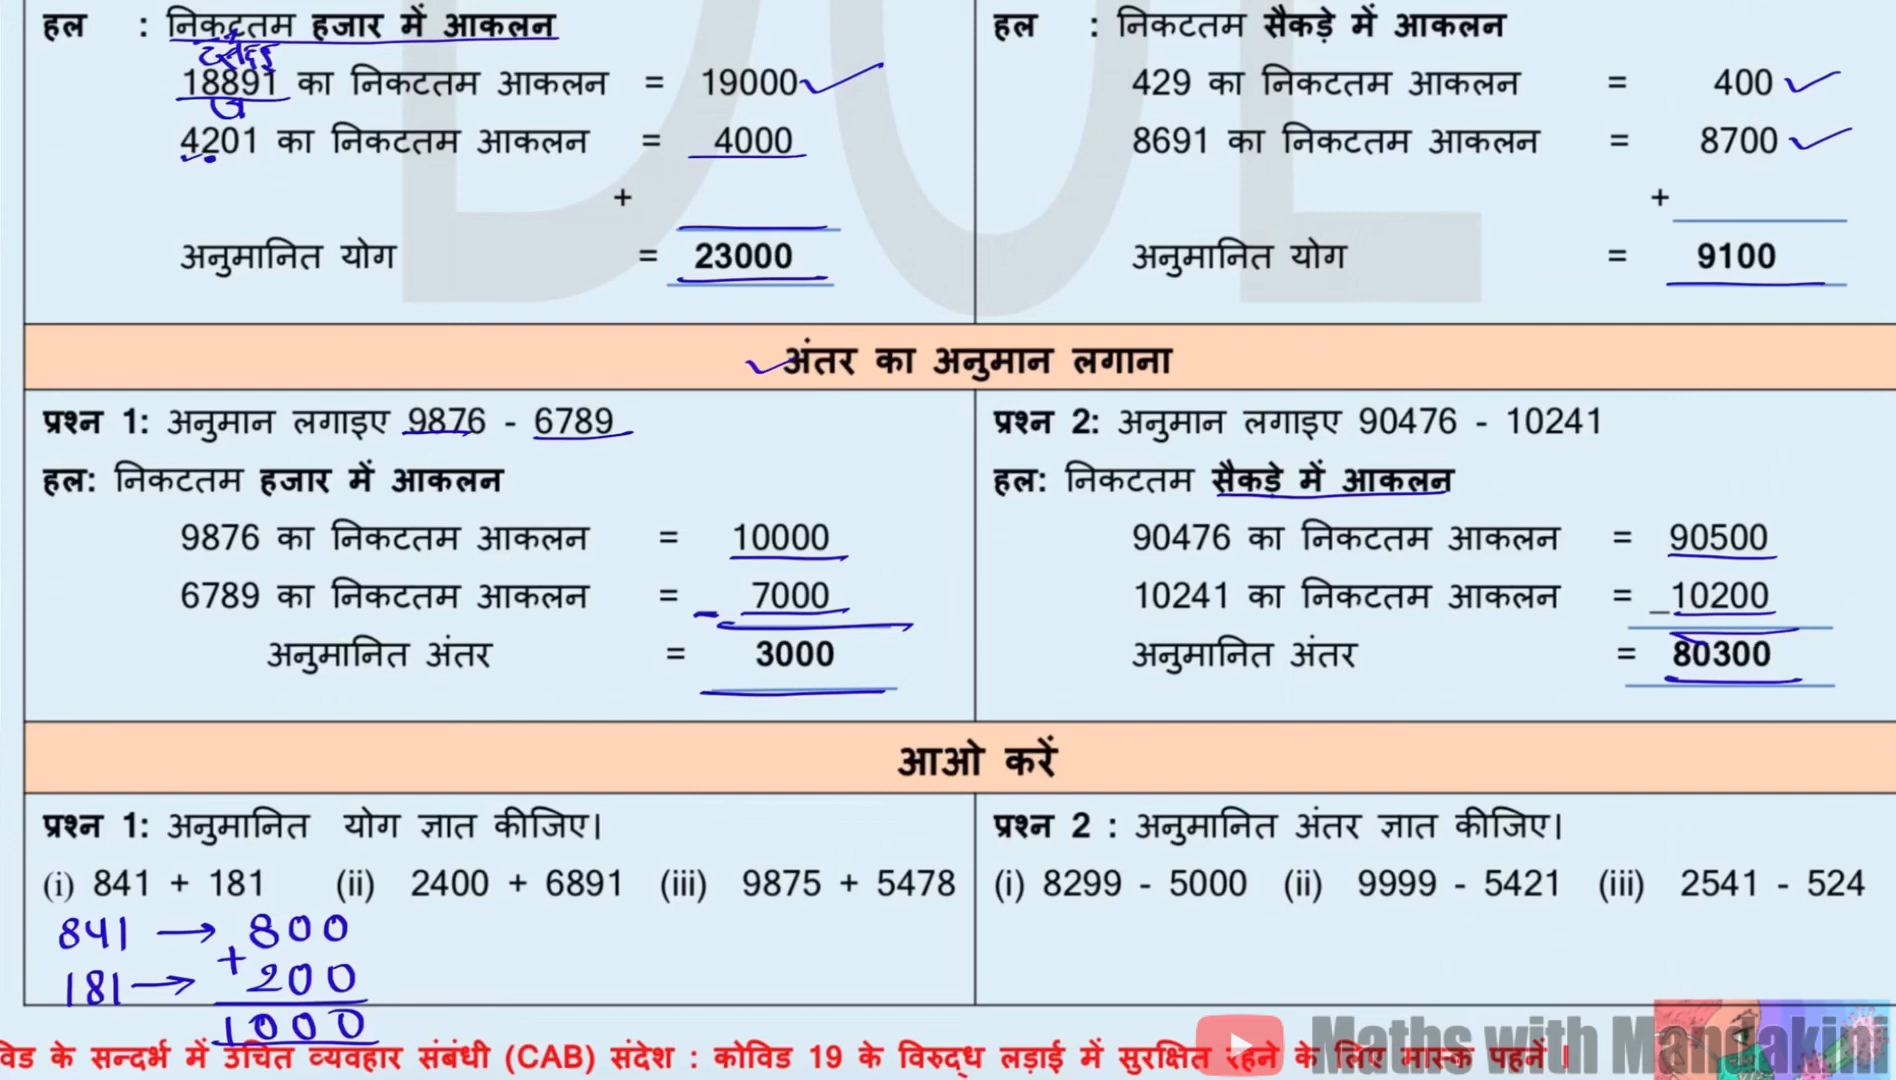 हल : निकटतम हजार में आकलन
18891 का निकटतम आकलन = 19000
4201 का निकटतम आकलन = 4000
+
अनुमानित योग = 23000
हल : निकटतम सैकड़े में आकलन
429 का निकटतम आकलन = 400
8691 का निकटतम आकलन = 8700
+
अनुमानित योग = 9100
अंतर का अनुमान लगाना
प्रश्न 1: अनुमान लगाइए 9876 - 6789
हल: निकटतम हजार में आकलन
9876 का निकटतम आकलन = 10000
6789 का निकटतम आकलन = - 7000
अनुमानित अंतर = 3000
प्रश्न 2: अनुमान लगाइए 90476 - 10241
हल: निकटतम सैकड़े में आकलन
90476 का निकटतम आकलन = 90500
10241 का निकटतम आकलन = _10200
अनुमानित अंतर = 80300
आओ करें
प्रश्न 1: अनुमानित योग ज्ञात कीजिए।
(i) 841 + 181 (ii) 2400 + 6891 (iii) 9875 + 5478
841 → 800
181 → + 200
1000
प्रश्न 2 : अनुमानित अंतर ज्ञात कीजिए।
(i) 8299 - 5000 (ii) 9999 - 5421 (iii) 2541 - 524
के सन्दर्भ में उचित व्यवहार संबंधी (CAB) संदेश : कोविड 19 के विरुद्ध लड़ाई में सुरक्षित रहने के लिए मास्क पहनें ।
Maths with Mandakini